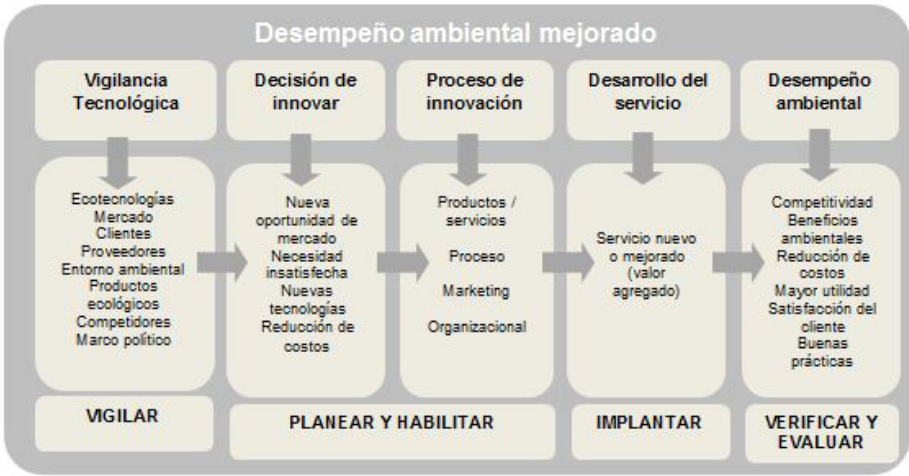 Desempeño ambiental mejorado
Vigilancia
Tecnológica
Decisión de
innovar
Proceso de
innovación
Desarrollo del
servicio
Desempeño
ambiental
Ecotecnologías
Mercado
Clientes
Proveedores
Entorno ambiental
Productos
ecológicos
Competidores
Marco político
Nueva
oportunidad de
mercado
Necesidad
insatisfecha
Nuevas
tecnologías
Reducción de
costos
Productos /
servicios
Proceso
Marketing
Organizacional
Servicio nuevo
o mejorado
(valor
agregado)
Competitividad
Beneficios
ambientales
Reducción de
costos
Mayor utilidad
Satisfacción del
cliente
Buenas
prácticas
VIGILAR
PLANEAR Y HABILITAR
IMPLANTAR
VERIFICAR Y
EVALUAR